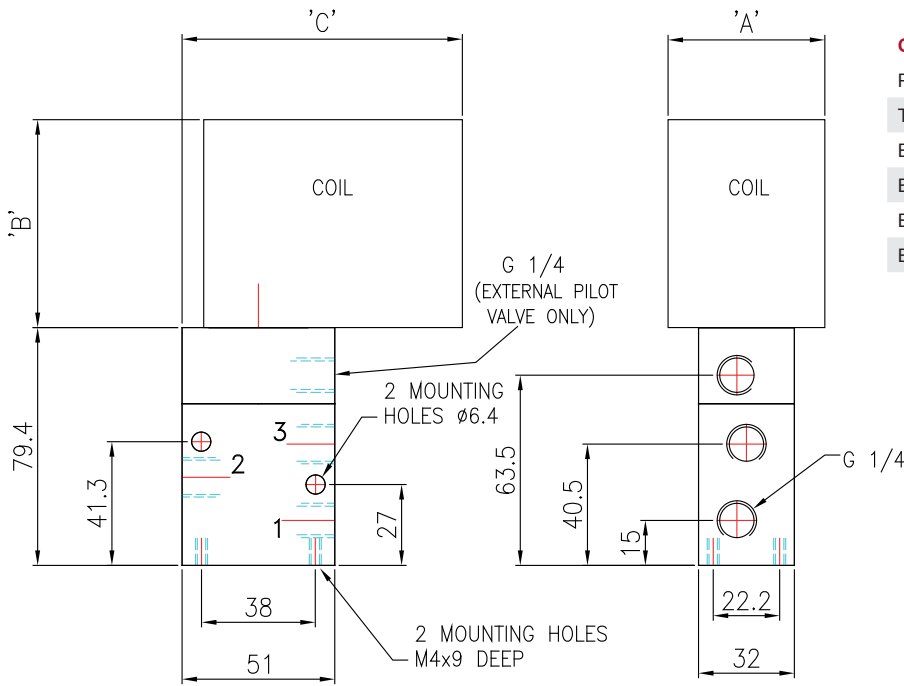 'C'
'A'
COIL
COIL
'B'
G 1/4
(EXTERNAL PILOT
VALVE ONLY)
2 MOUNTING
HOLES ø6.4
3
2
1
79.4
41.3
27
63.5
40.5
15
G 1/4
38
51
2 MOUNTING HOLES
M4x9 DEEP
22.2
32